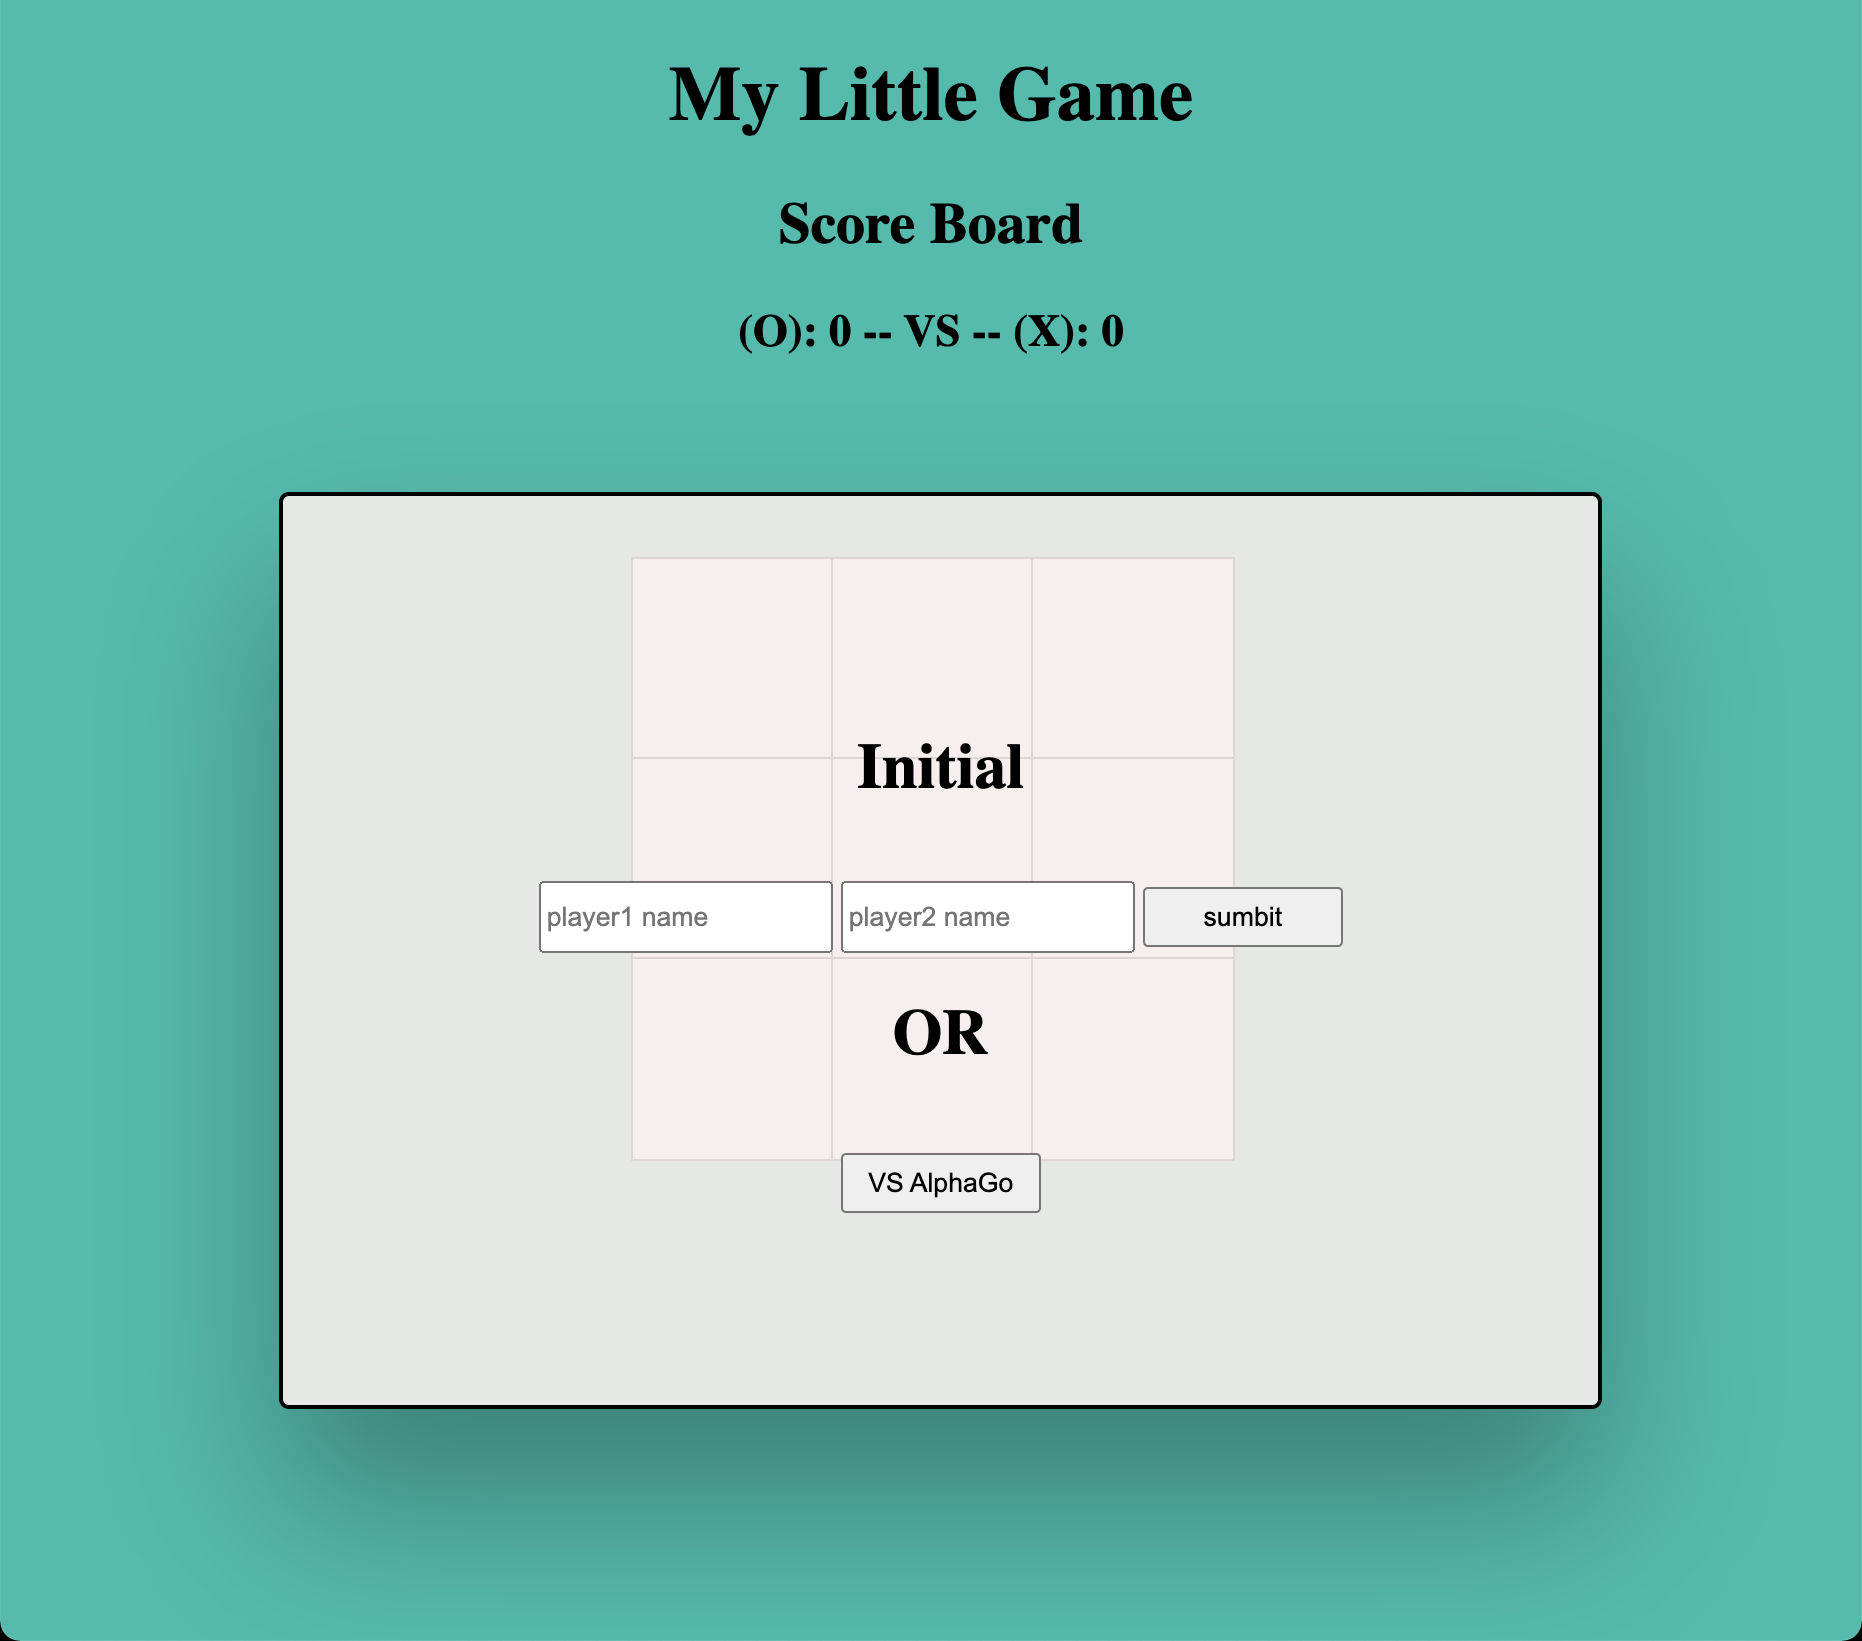 My Little Game
Score Board
(O): 0 -- VS -- (X): 0
Initial
player1 name player2 name sumbit
OR
VS AlphaGo